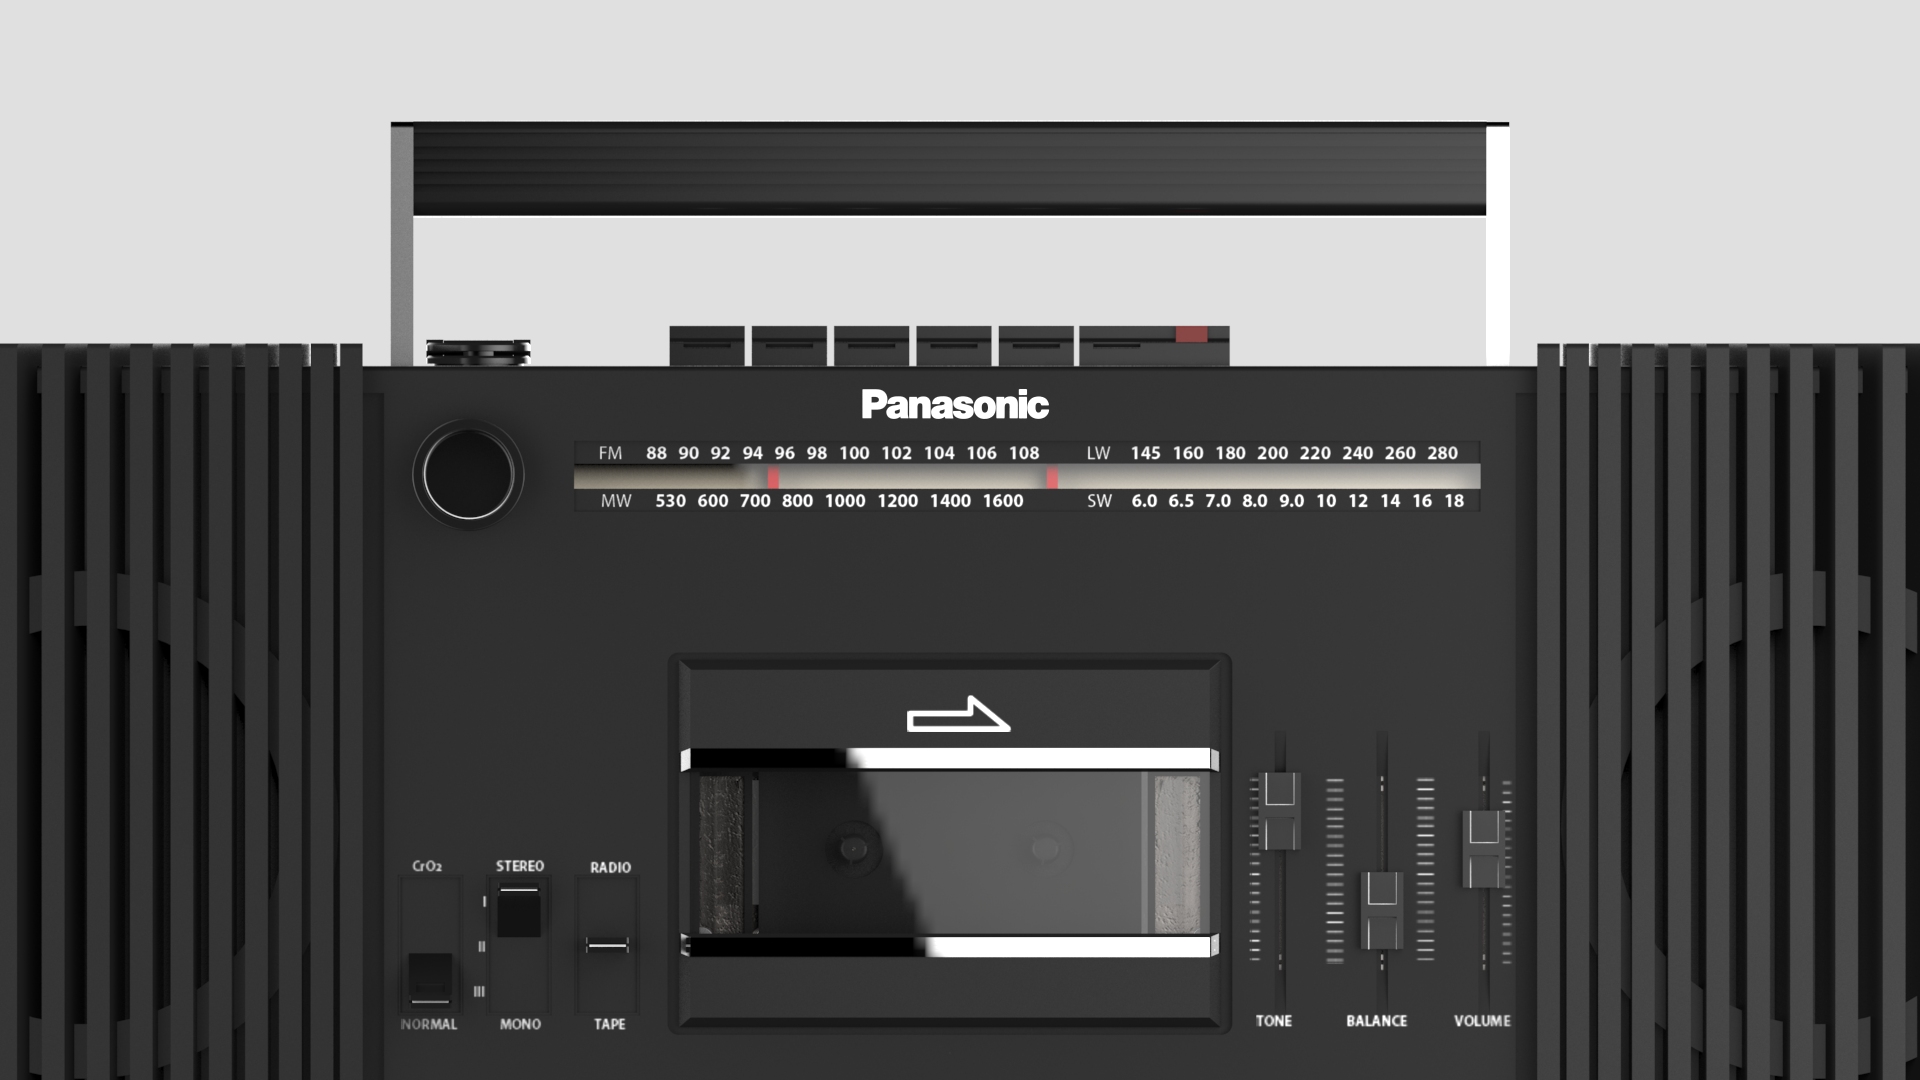 Panasonic
FM 88 90 92 94 96 98 100 102 104 106 108 LW 145 160 180 200 220 240 260 280
MW 530 600 700 800 1000 1200 1400 1600 SW 6.0 6.5 7.0 8.0 9.0 10 12 14 16 18
CrO2 STEREO RADIO
I
II
III
NORMAL MONO TAPE
TONE BALANCE VOLUME